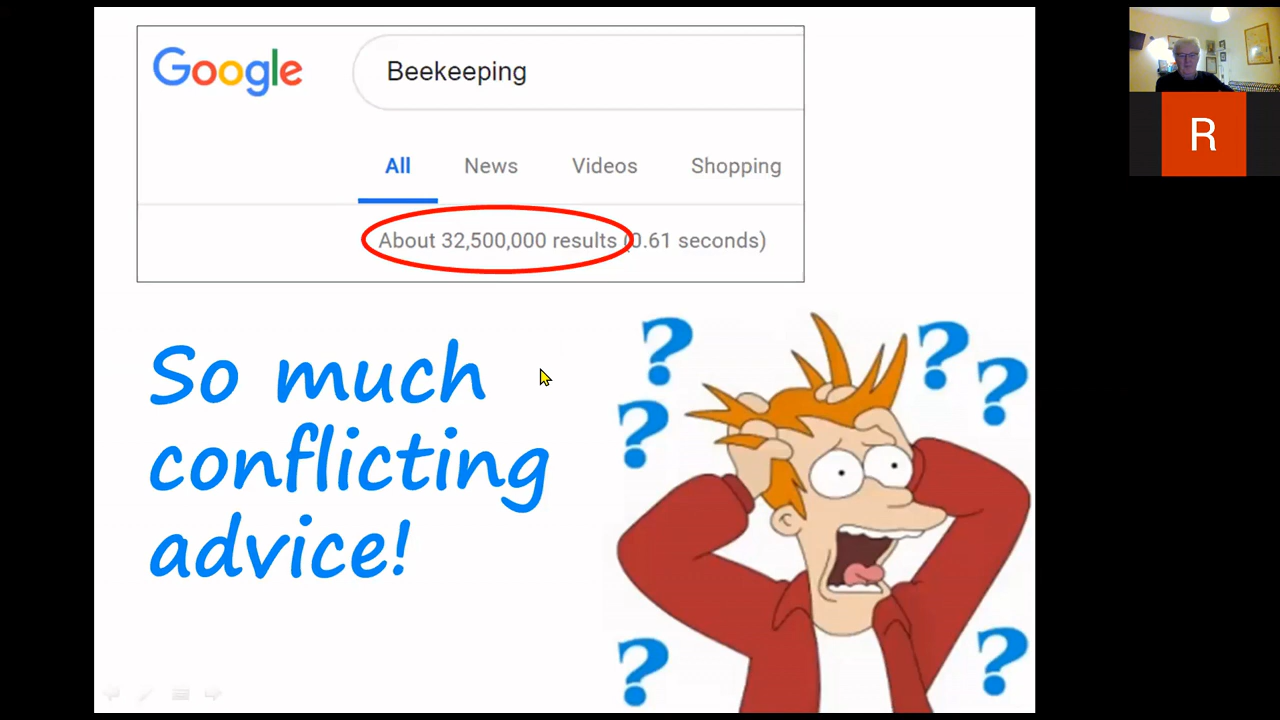 Google
Beekeeping
All News Videos Shopping
About 32,500,000 results (0.61 seconds)
So much
conflicting
advice!
? ? ? ? ? ?
R